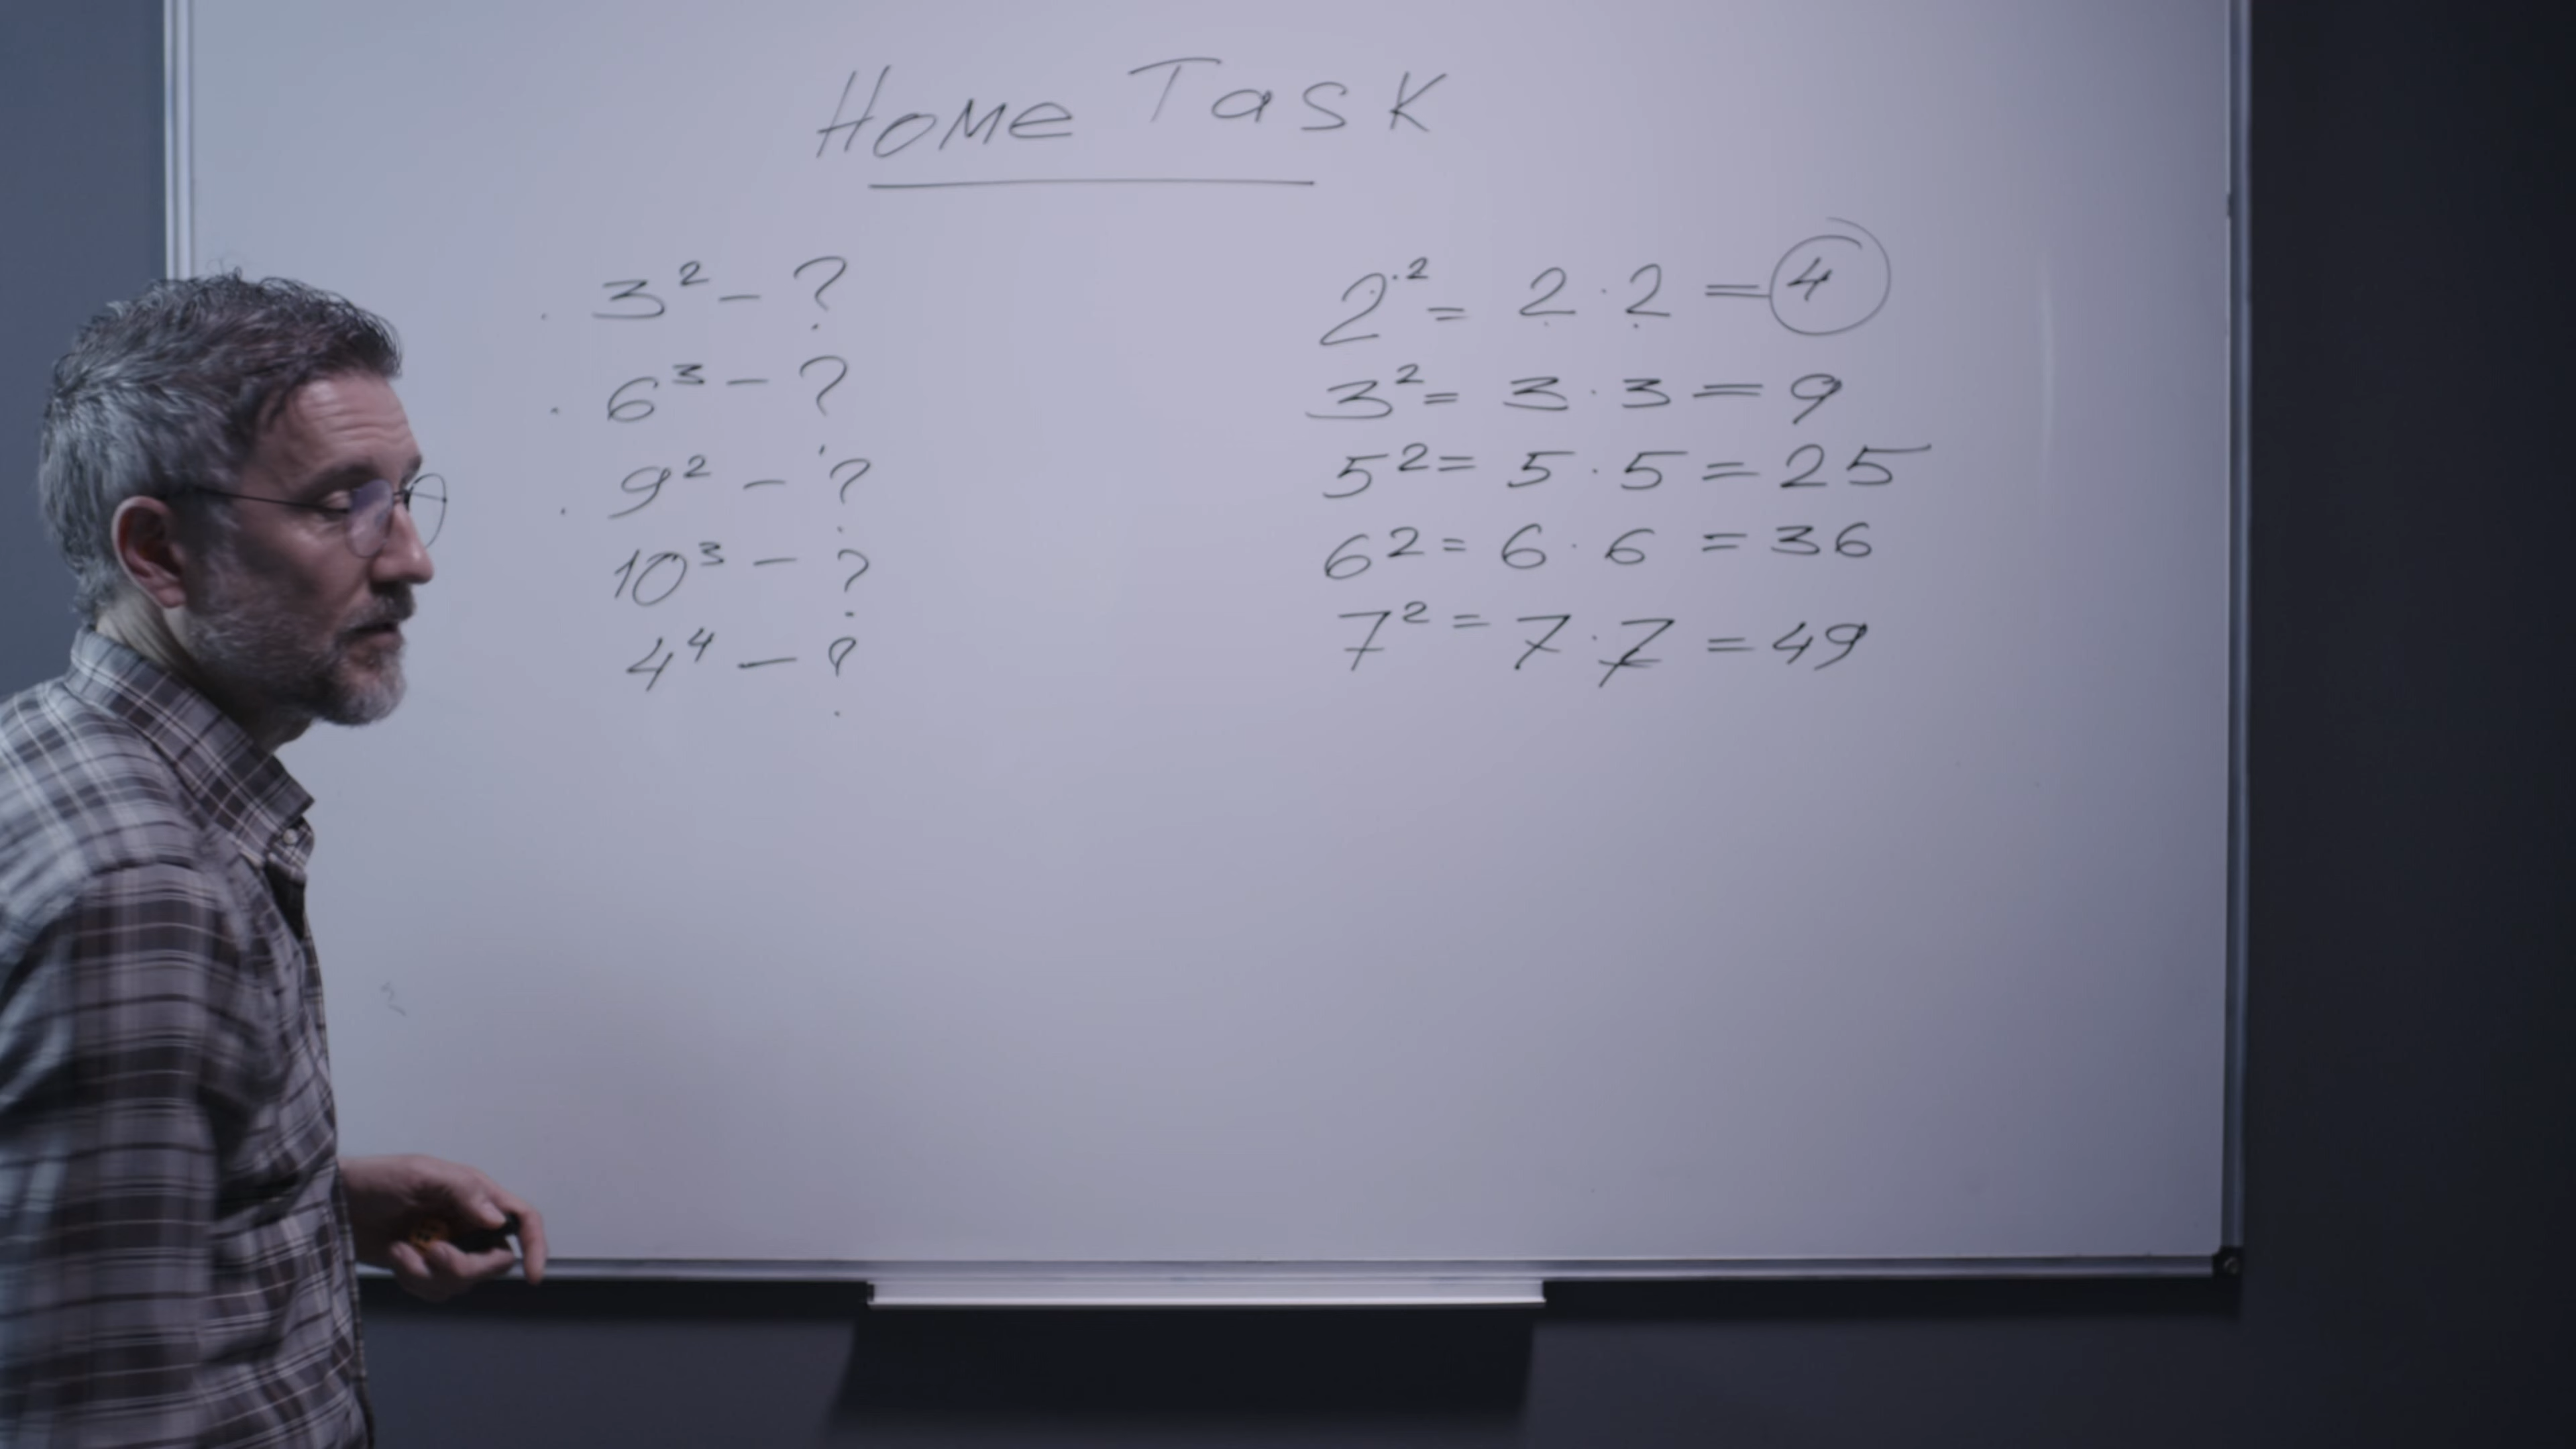 Home Task
3² – ?
6³ – ?
9² – ?
10³ – ?
4⁴ – ?
2² = 2 · 2 = 4
3² = 3 · 3 = 9
5² = 5 · 5 = 25
6² = 6 · 6 = 36
7² = 7 · 7 = 49